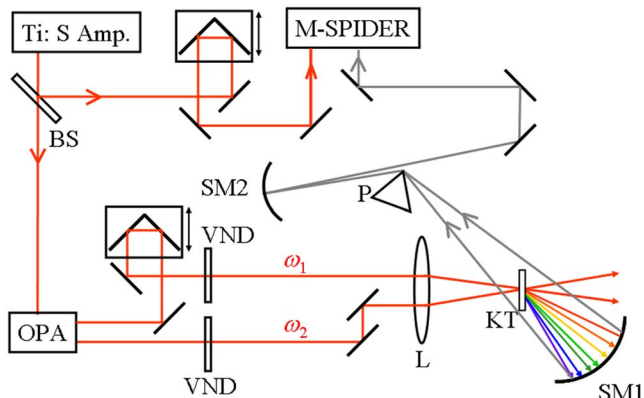 Ti: S Amp.
M-SPIDER
BS
SM2
P
VND
ω₁
OPA
ω₂
KT
L
VND
SM1